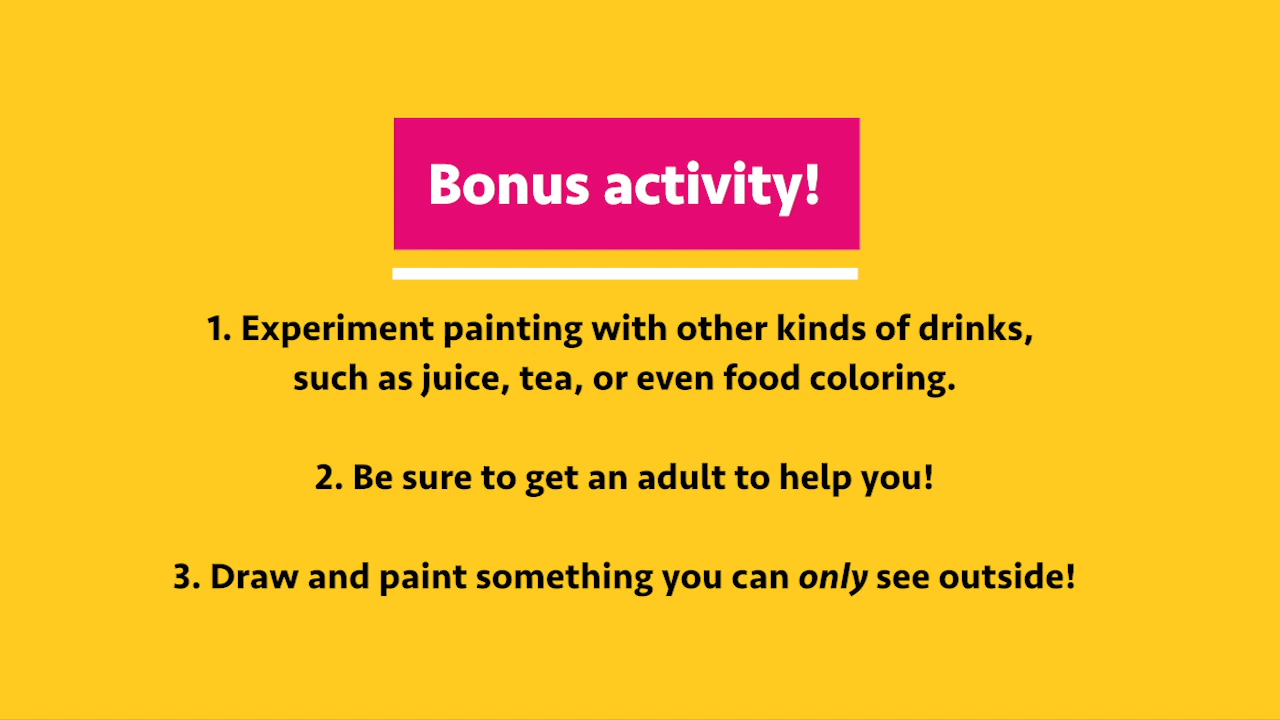 Bonus activity!
1. Experiment painting with other kinds of drinks,
such as juice, tea, or even food coloring.
2. Be sure to get an adult to help you!
3. Draw and paint something you can only see outside!